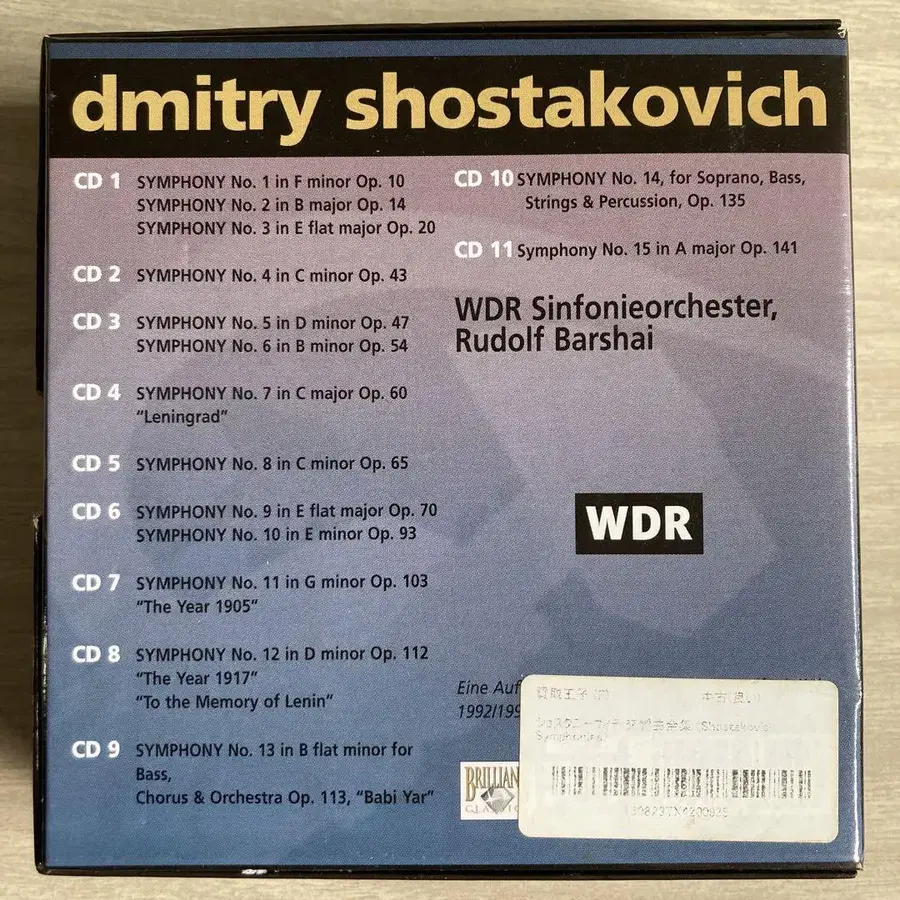 dmitry shostakovich
CD 1 SYMPHONY No. 1 in F minor Op. 10
SYMPHONY No. 2 in B major Op. 14
SYMPHONY No. 3 in E flat major Op. 20
CD 2 SYMPHONY No. 4 in C minor Op. 43
CD 3 SYMPHONY No. 5 in D minor Op. 47
SYMPHONY No. 6 in B minor Op. 54
CD 4 SYMPHONY No. 7 in C major Op. 60
“Leningrad”
CD 5 SYMPHONY No. 8 in C minor Op. 65
CD 6 SYMPHONY No. 9 in E flat major Op. 70
SYMPHONY No. 10 in E minor Op. 93
CD 7 SYMPHONY No. 11 in G minor Op. 103
“The Year 1905”
CD 8 SYMPHONY No. 12 in D minor Op. 112
“The Year 1917”
“To the Memory of Lenin”
CD 9 SYMPHONY No. 13 in B flat minor for
Bass,
Chorus & Orchestra Op. 113, “Babi Yar”
CD 10 SYMPHONY No. 14, for Soprano, Bass,
Strings & Percussion, Op. 135
CD 11 Symphony No. 15 in A major Op. 141
WDR Sinfonieorchester,
Rudolf Barshai
WDR
Eine
中古(良い)
Symphonies)